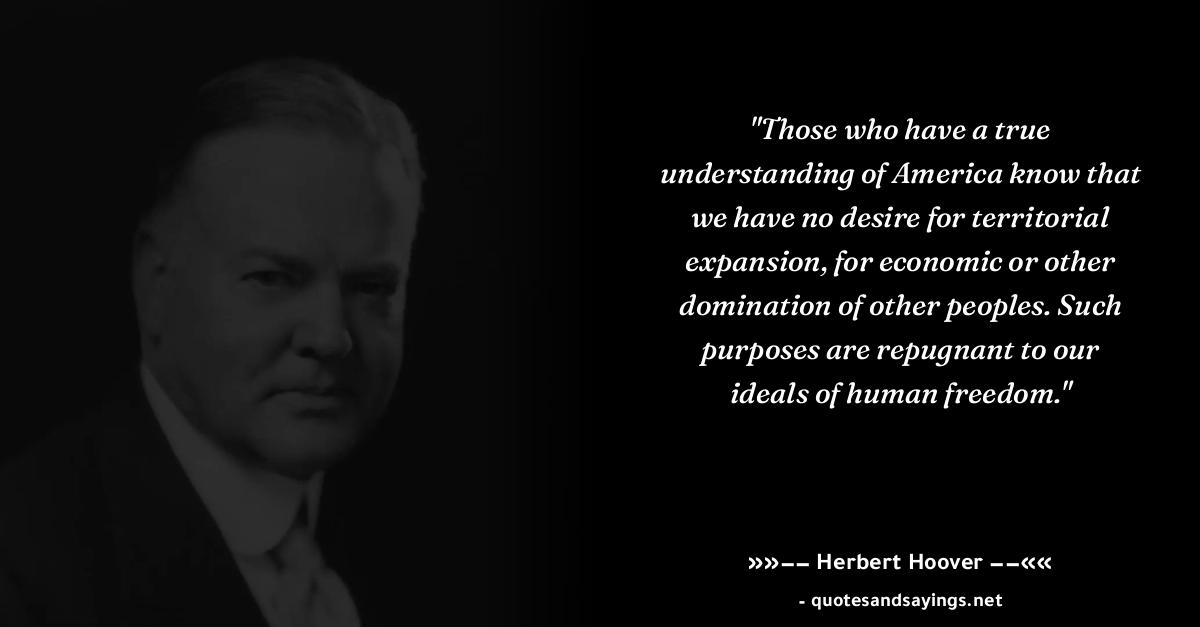 "Those who have a true
understanding of America know that
we have no desire for territorial
expansion, for economic or other
domination of other peoples. Such
purposes are repugnant to our
ideals of human freedom."
»»−− Herbert Hoover −−««
- quotesandsayings.net